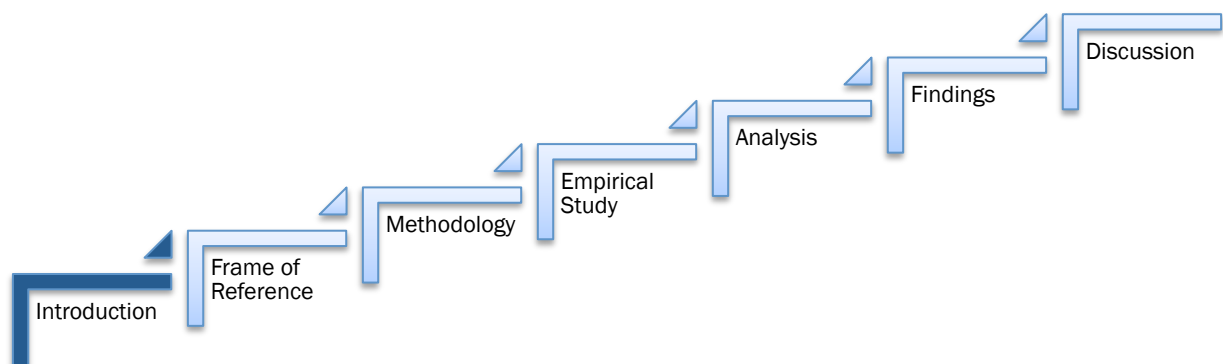 Introduction
Frame of
Reference
Methodology
Empirical
Study
Analysis
Findings
Discussion